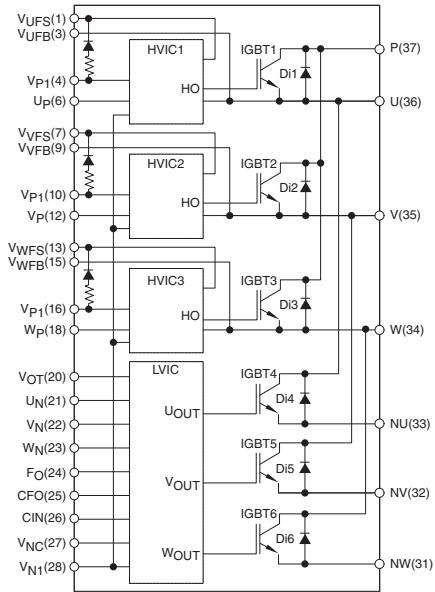 VUFS(1)
VUFB(3)
HVIC1
IGBT1
P(37)
Di1
VP1(4)
HO
UP(6)
U(36)
VVFS(7)
VVFB(9)
HVIC2
IGBT2
Di2
VP1(10)
HO
VP(12)
V(35)
VWFS(13)
VWFB(15)
HVIC3
IGBT3
Di3
VP1(16)
HO
WP(18)
W(34)
LVIC
IGBT4
VOT(20)
Di4
UN(21)
UOUT
VN(22)
NU(33)
WN(23)
IGBT5
FO(24)
Di5
VOUT
CFO(25)
NV(32)
CIN(26)
IGBT6
VNC(27)
Di6
WOUT
VN1(28)
NW(31)